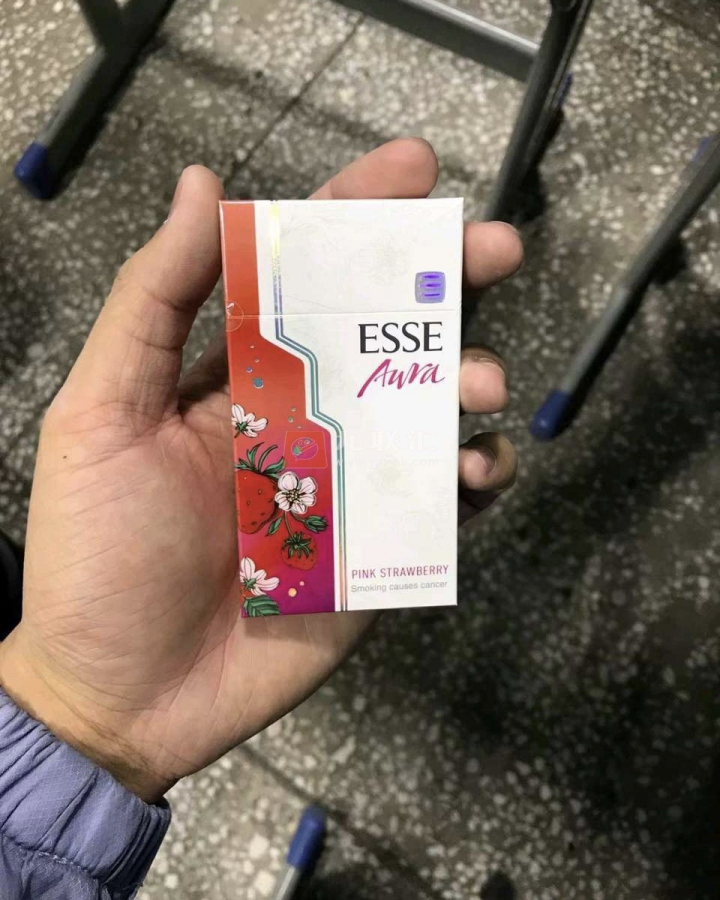 ESSE
Aura
PINK STRAWBERRY
Smoking causes cancer